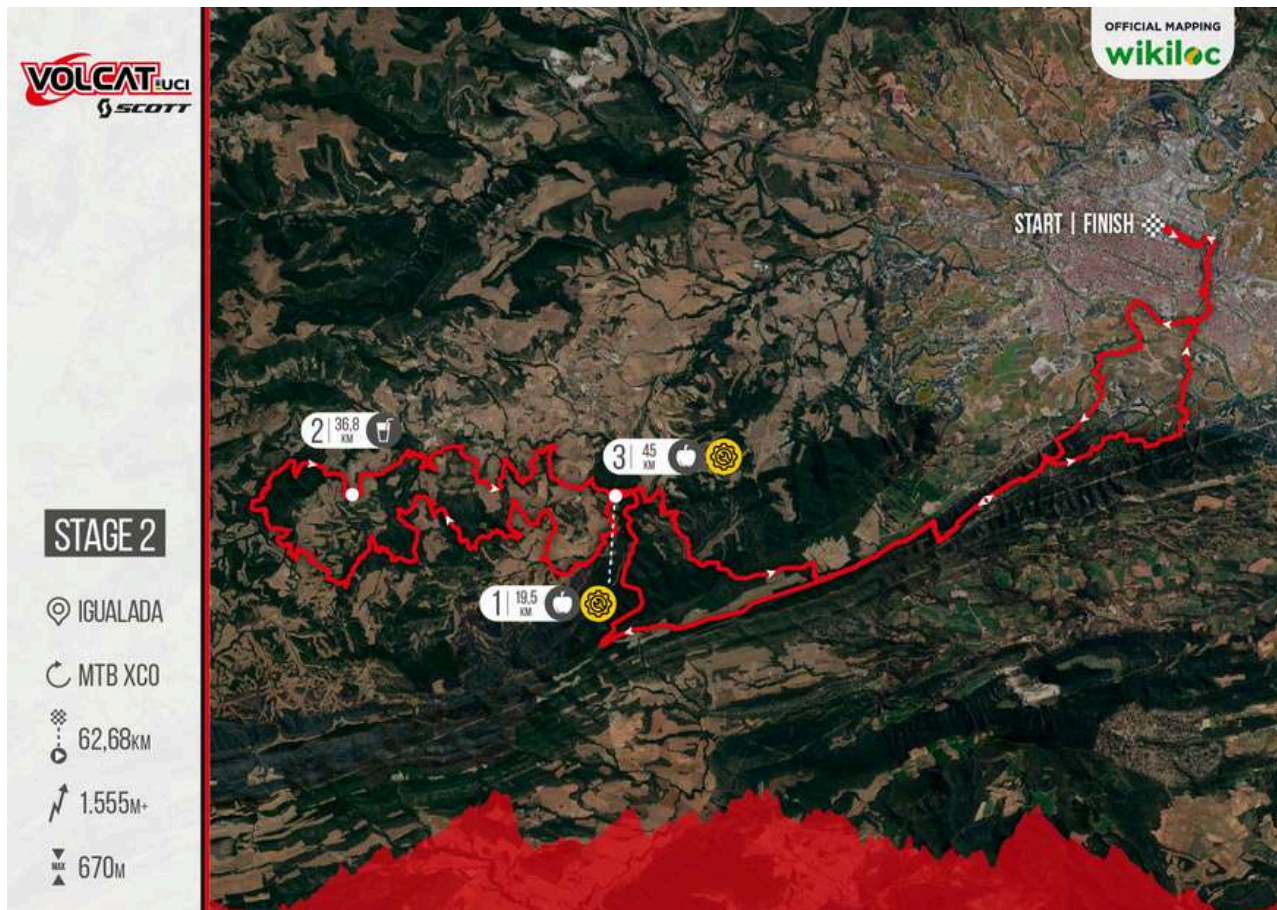 VOLCAT UCI
SCOTT
STAGE 2
IGUALADA
MTB XCO
62,68KM
1.555M+
MAX
670M
OFFICIAL MAPPING
wikiloc
START | FINISH
2 | 36,8 KM
3 | 45 KM
1 | 19,5 KM